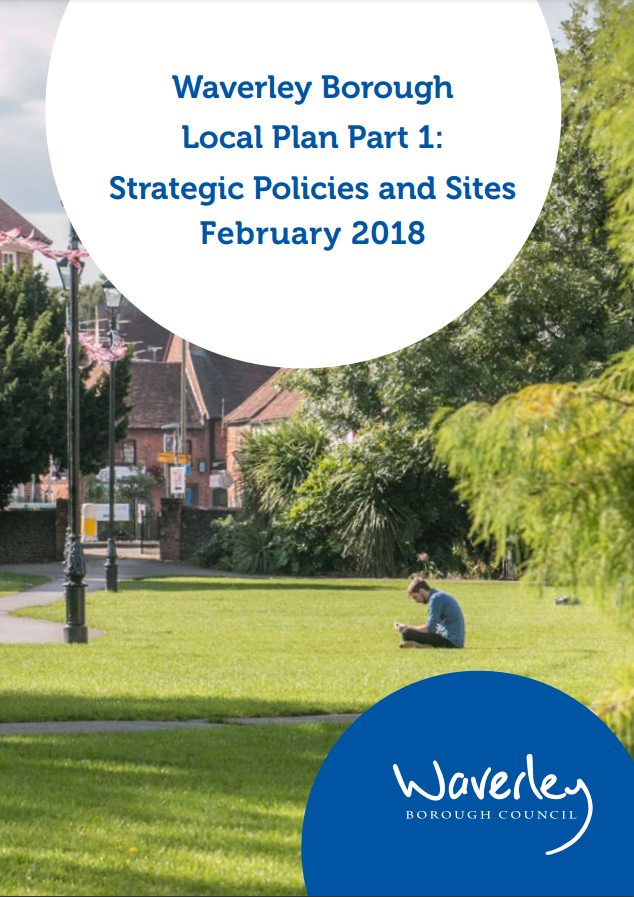 Waverley Borough
Local Plan Part 1:
Strategic Policies and Sites
February 2018
Waverley
BOROUGH COUNCIL